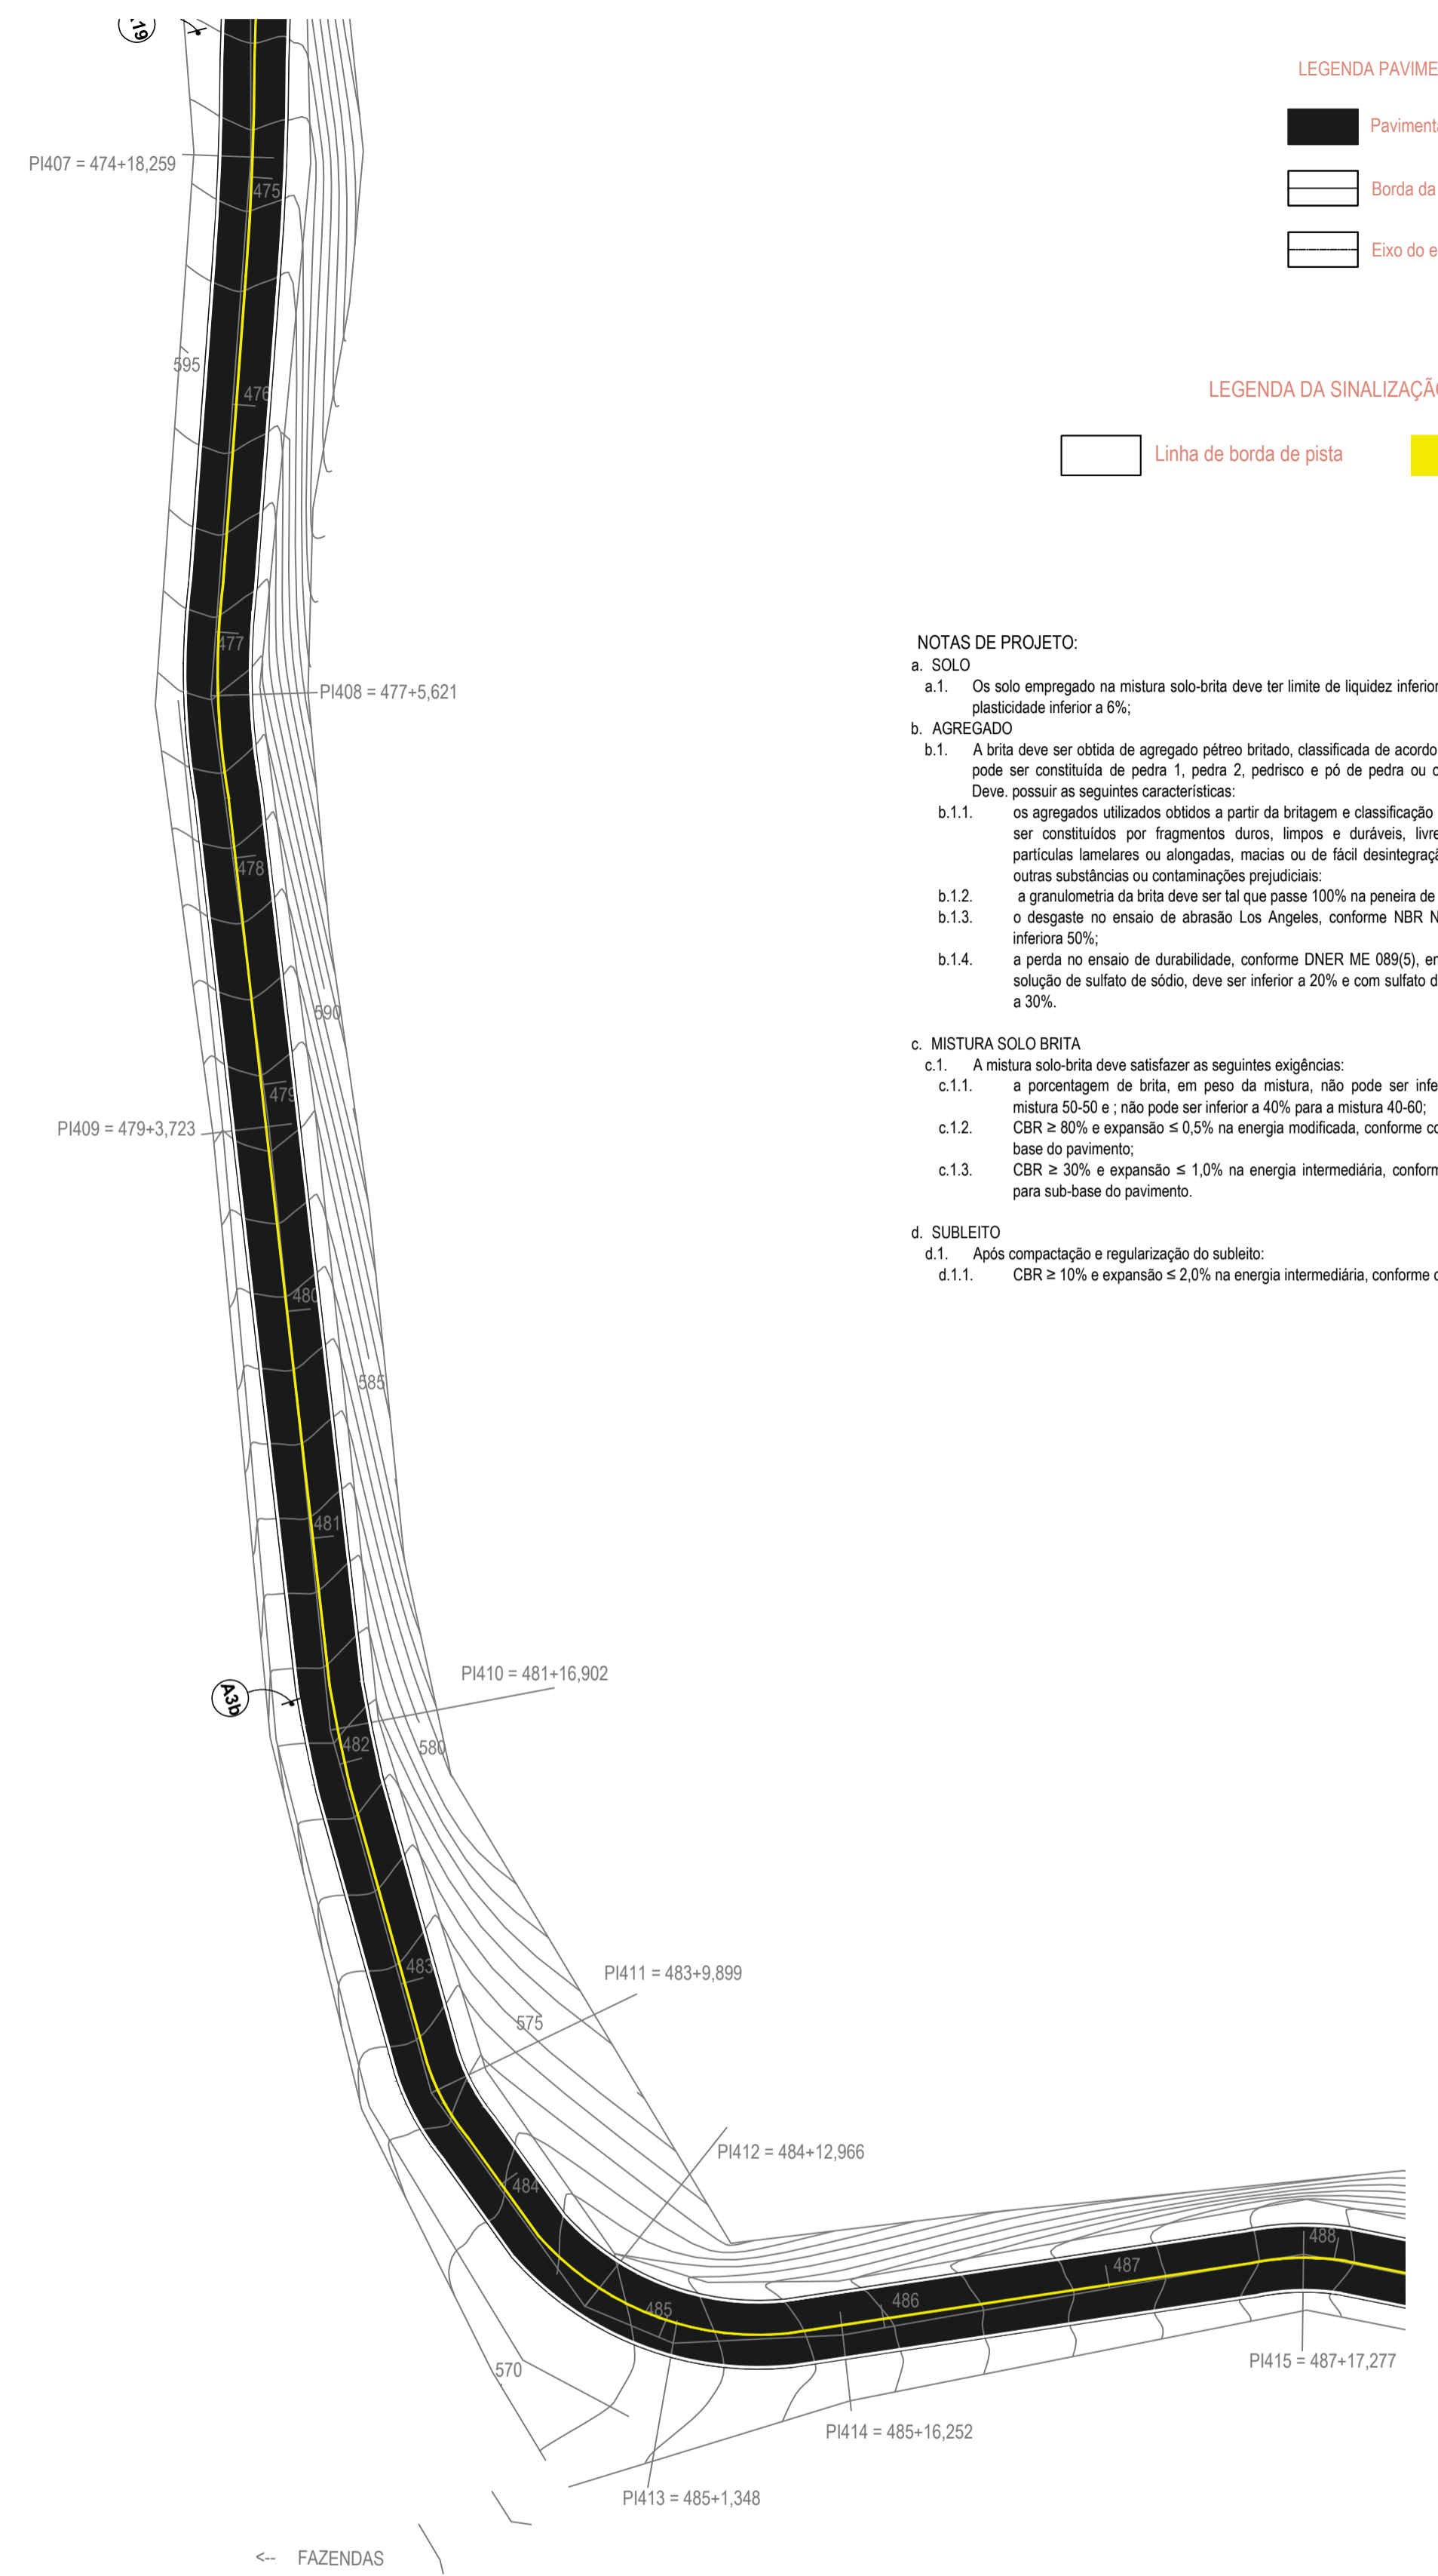 19
LEGENDA PAVIME
Paviment
Borda da
Eixo do e
PI407 = 474+18,259
475
595
476
LEGENDA DA SINALIZAÇÃ
Linha de borda de pista
477
PI408 = 477+5,621
NOTAS DE PROJETO:
a. SOLO
a.1. Os solo empregado na mistura solo-brita deve ter limite de liquidez inferior
plasticidade inferior a 6%;
b. AGREGADO
b.1. A brita deve ser obtida de agregado pétreo britado, classificada de acordo
pode ser constituída de pedra 1, pedra 2, pedrisco e pó de pedra ou
Deve. possuir as seguintes características:
b.1.1. os agregados utilizados obtidos a partir da britagem e classificação
ser constituídos por fragmentos duros, limpos e duráveis, livre
partículas lamelares ou alongadas, macias ou de fácil desintegraçã
outras substâncias ou contaminações prejudiciais:
b.1.2. a granulometria da brita deve ser tal que passe 100% na peneira de
b.1.3. o desgaste no ensaio de abrasão Los Angeles, conforme NBR N
inferiora 50%;
b.1.4. a perda no ensaio de durabilidade, conforme DNER ME 089(5), em
solução de sulfato de sódio, deve ser inferior a 20% e com sulfato d
a 30%.
c. MISTURA SOLO BRITA
c.1. A mistura solo-brita deve satisfazer as seguintes exigências:
c.1.1. a porcentagem de brita, em peso da mistura, não pode ser infe
mistura 50-50 e ; não pode ser inferior a 40% para a mistura 40-60;
c.1.2. CBR ≥ 80% e expansão ≤ 0,5% na energia modificada, conforme co
base do pavimento;
c.1.3. CBR ≥ 30% e expansão ≤ 1,0% na energia intermediária, conform
para sub-base do pavimento.
d. SUBLEITO
d.1. Após compactação e regularização do subleito:
d.1.1. CBR ≥ 10% e expansão ≤ 2,0% na energia intermediária, conforme
478
590
479
PI409 = 479+3,723
480
585
481
PI410 = 481+16,902
A3b
482
580
483
PI411 = 483+9,899
575
PI412 = 484+12,966
484
485
486
487
488
570
PI415 = 487+17,277
PI414 = 485+16,252
PI413 = 485+1,348
<-- FAZENDAS